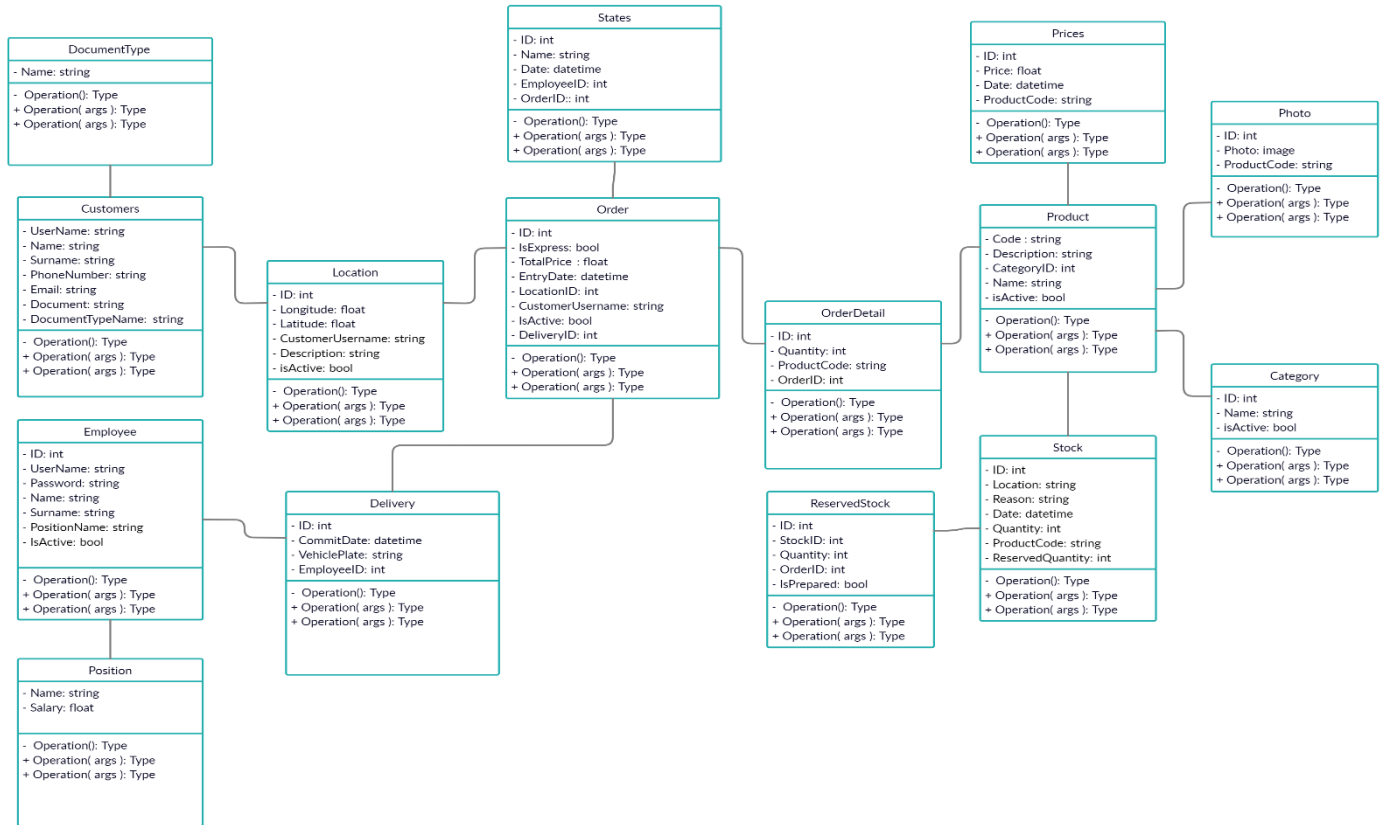 States
- ID: int
- Name: string
- Date: datetime
- EmployeeID: int
- OrderID:: int
- Operation(): Type
+ Operation( args ): Type
+ Operation( args ): Type
Prices
- ID: int
- Price: float
- Date: datetime
- ProductCode: string
- Operation(): Type
+ Operation( args ): Type
+ Operation( args ): Type
DocumentType
- Name: string
- Operation(): Type
+ Operation( args ): Type
+ Operation( args ): Type
Photo
- ID: int
- Photo: image
- ProductCode: string
- Operation(): Type
+ Operation( args ): Type
+ Operation( args ): Type
Customers
- UserName: string
- Name: string
- Surname: string
- PhoneNumber: string
- Email: string
- Document: string
- DocumentTypeName: string
- Operation(): Type
+ Operation( args ): Type
+ Operation( args ): Type
Location
- ID: int
- Longitude: float
- Latitude: float
- CustomerUsername: string
- Description: string
- isActive: bool
- Operation(): Type
+ Operation( args ): Type
+ Operation( args ): Type
Order
- ID: int
- IsExpress: bool
- TotalPrice : float
- EntryDate: datetime
- LocationID: int
- CustomerUsername: string
- IsActive: bool
- DeliveryID: int
- Operation(): Type
+ Operation( args ): Type
+ Operation( args ): Type
OrderDetail
- ID: int
- Quantity: int
- ProductCode: string
- OrderID: int
- Operation(): Type
+ Operation( args ): Type
+ Operation( args ): Type
Product
- Code : string
- Description: string
- CategoryID: int
- Name: string
- isActive: bool
- Operation(): Type
+ Operation( args ): Type
+ Operation( args ): Type
Category
- ID: int
- Name: string
- isActive: bool
- Operation(): Type
+ Operation( args ): Type
+ Operation( args ): Type
Employee
- ID: int
- UserName: string
- Password: string
- Name: string
- Surname: string
- PositionName: string
- IsActive: bool
- Operation(): Type
+ Operation( args ): Type
+ Operation( args ): Type
Delivery
- ID: int
- CommitDate: datetime
- VehiclePlate: string
- EmployeeID: int
- Operation(): Type
+ Operation( args ): Type
+ Operation( args ): Type
ReservedStock
- ID: int
- StockID: int
- Quantity: int
- OrderID: int
- IsPrepared: bool
- Operation(): Type
+ Operation( args ): Type
+ Operation( args ): Type
Stock
- ID: int
- Location: string
- Reason: string
- Date: datetime
- Quantity: int
- ProductCode: string
- ReservedQuantity: int
- Operation(): Type
+ Operation( args ): Type
+ Operation( args ): Type
Position
- Name: string
- Salary: float
- Operation(): Type
+ Operation( args ): Type
+ Operation( args ): Type